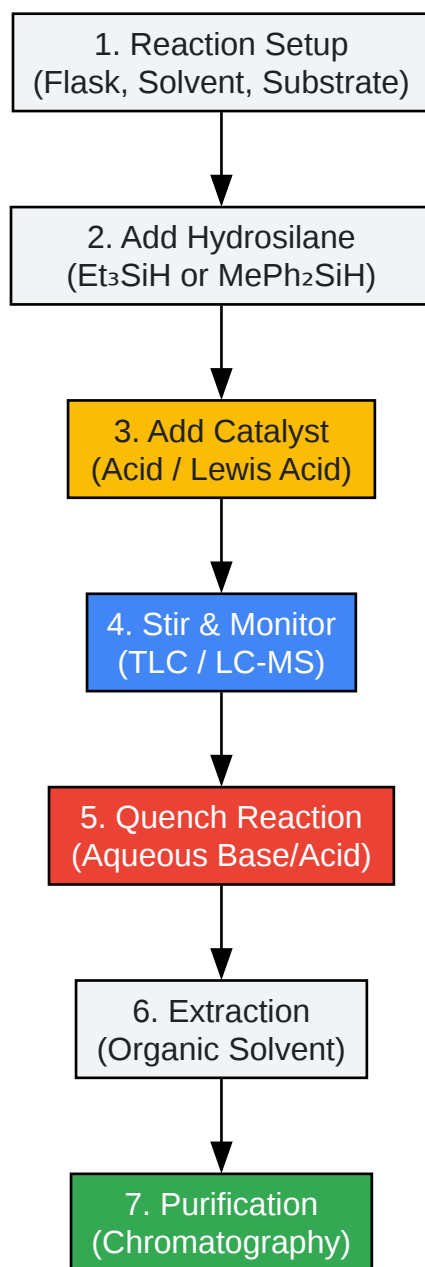 1. Reaction Setup
(Flask, Solvent, Substrate)
2. Add Hydrosilane
(Et₃SiH or MePh₂SiH)
3. Add Catalyst
(Acid / Lewis Acid)
4. Stir & Monitor
(TLC / LC-MS)
5. Quench Reaction
(Aqueous Base/Acid)
6. Extraction
(Organic Solvent)
7. Purification
(Chromatography)